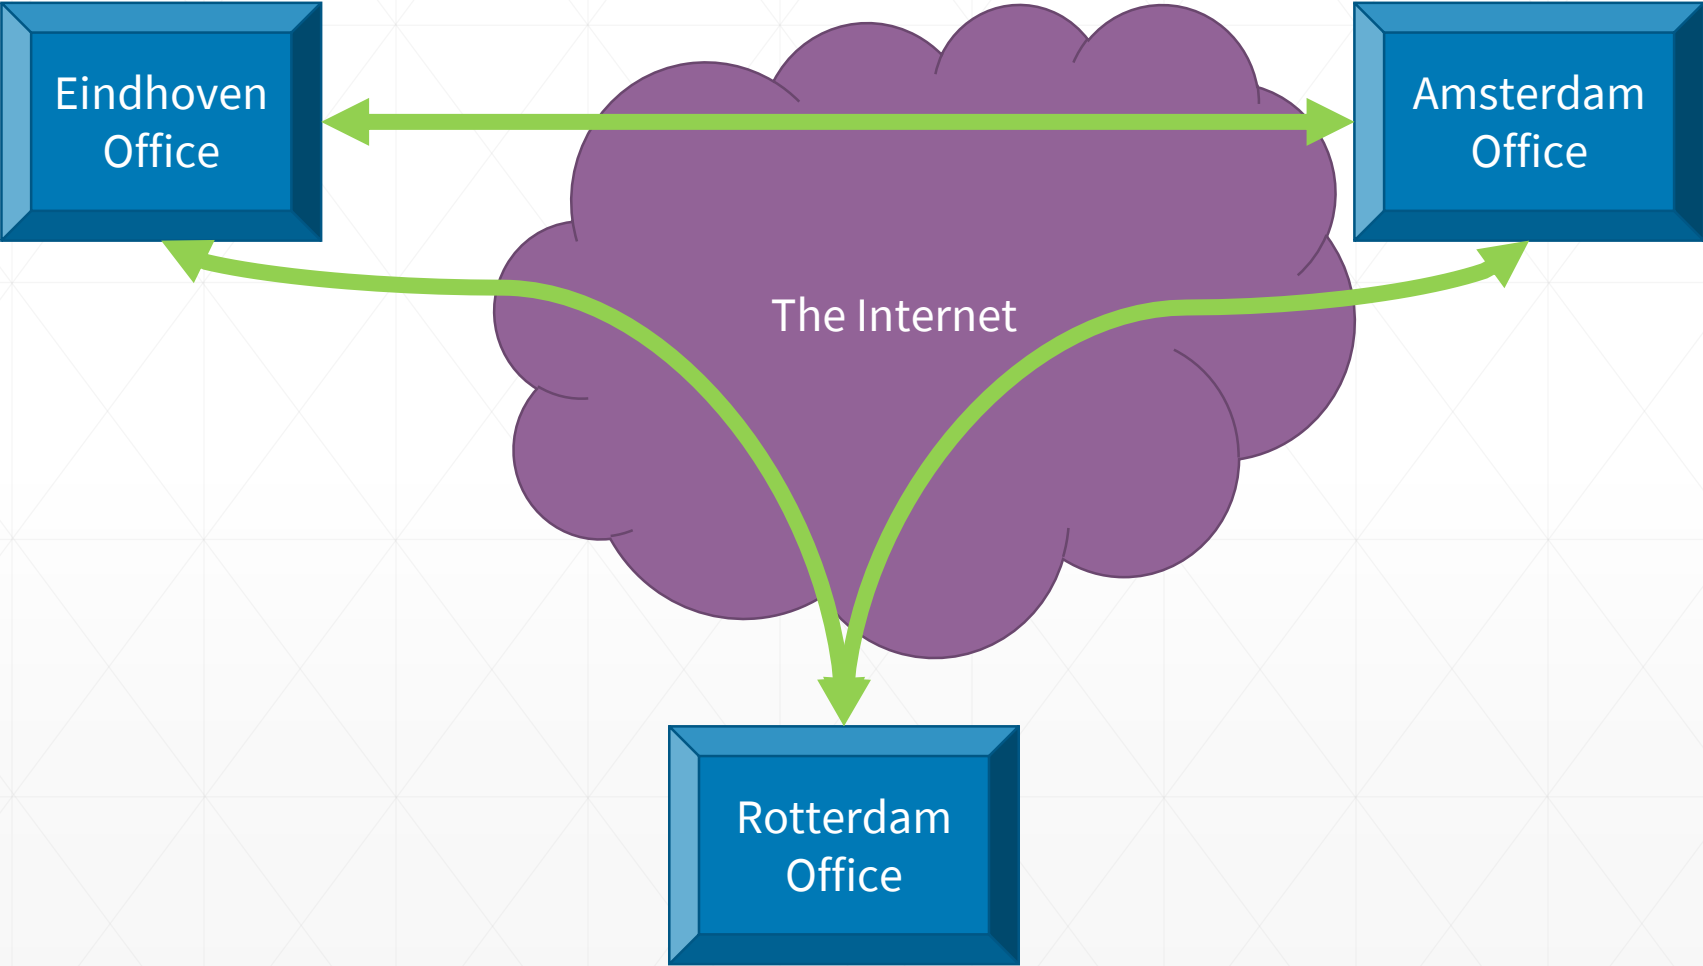 Eindhoven
Office
Amsterdam
Office
The Internet
Rotterdam
Office